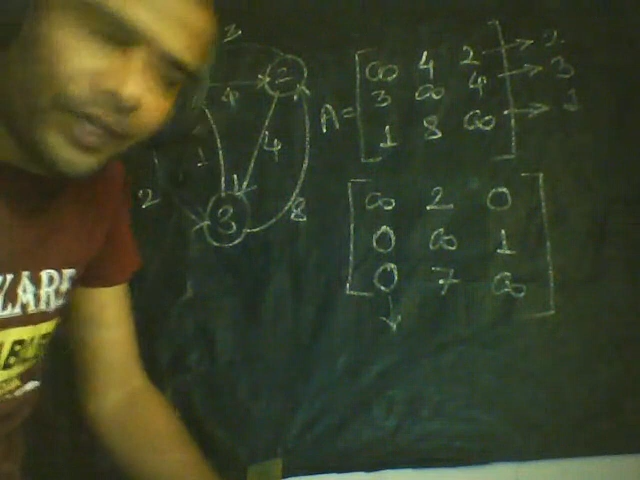 2
4
2
1
4
3
8
2
A =
∞ 4 2 → 2
3 ∞ 4 → 3
1 8 ∞ → 1
∞ 2 0
0 ∞ 1
0 7 ∞
↓